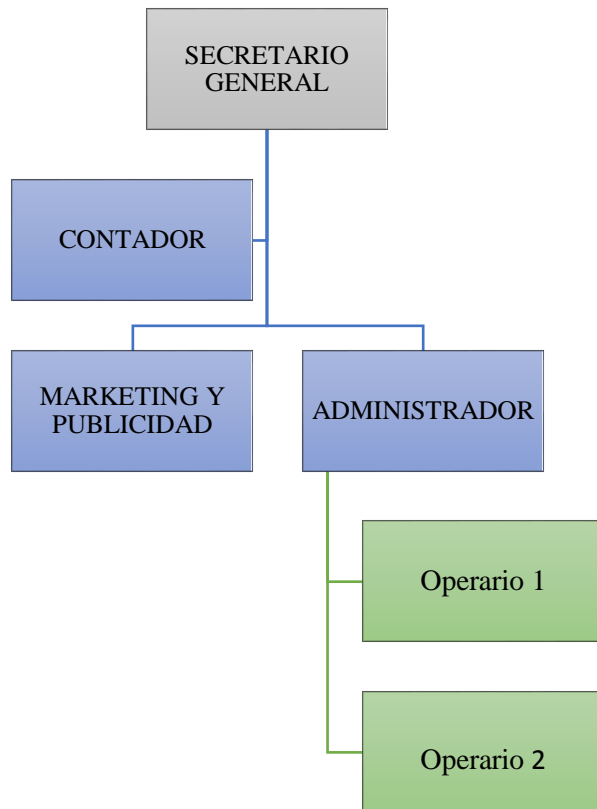 SECRETARIO
GENERAL
CONTADOR
MARKETING Y
PUBLICIDAD
ADMINISTRADOR
Operario 1
Operario 2